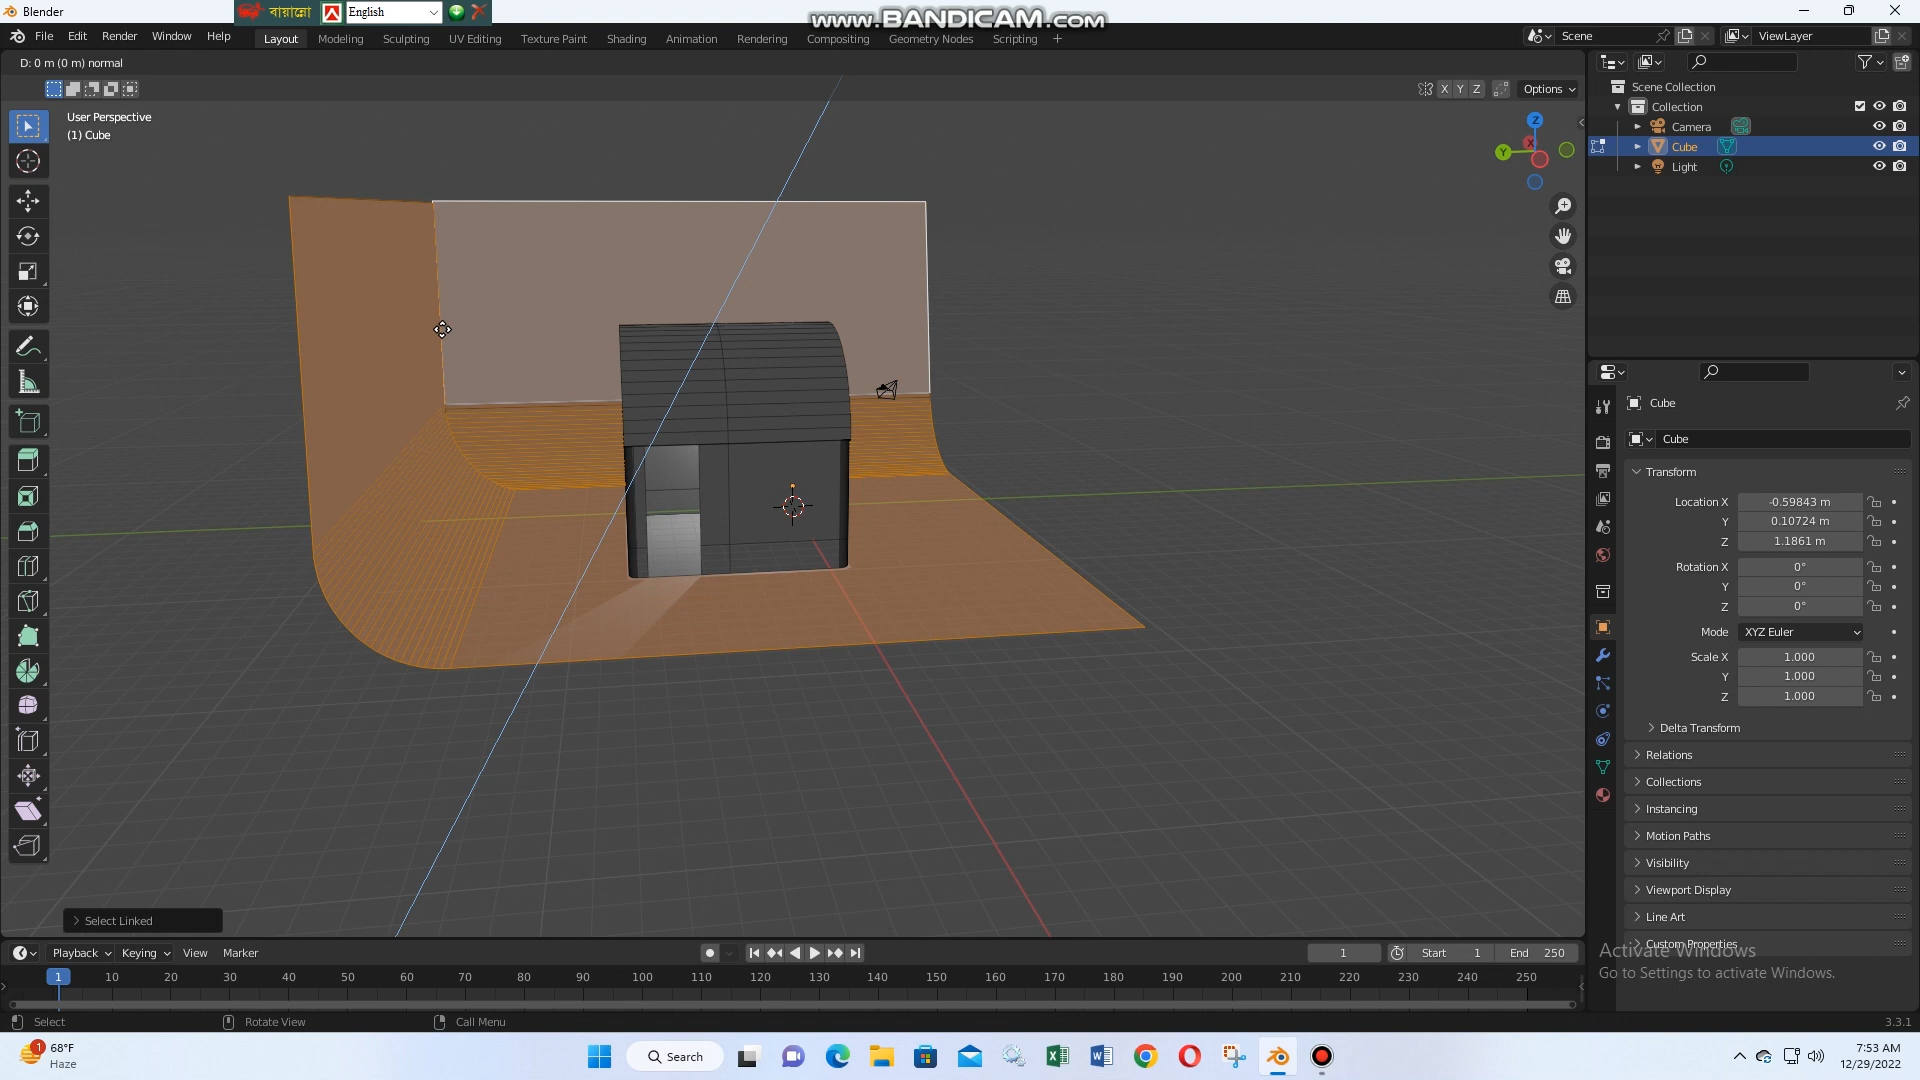 Blender
বায়ান্নো
English
www.BANDICAM.com
File Edit Render Window Help
Layout Modeling Sculpting UV Editing Texture Paint Shading Animation Rendering Compositing Geometry Nodes Scripting +
Scene
ViewLayer
D: 0 m (0 m) normal
X Y Z
Options
User Perspective
(1) Cube
Z
Y
X
Scene Collection
Collection
Camera
Cube
Light
Cube
Cube
Transform
Location X -0.59843 m
Y 0.10724 m
Z 1.1861 m
Rotation X 0°
Y 0°
Z 0°
Mode XYZ Euler
Scale X 1.000
Y 1.000
Z 1.000
Delta Transform
Relations
Collections
Instancing
Motion Paths
Visibility
Viewport Display
Line Art
Custom Properties
Activate Windows
Go to Settings to activate Windows.
Select Linked
Playback Keying View Marker
1
Start 1
End 250
1 10 20 30 40 50 60 70 80 90 100 110 120 130 140 150 160 170 180 190 200 210 220 230 240 250
Select
Rotate View
Call Menu
3.3.1
1
68°F
Haze
Search
7:53 AM
12/29/2022